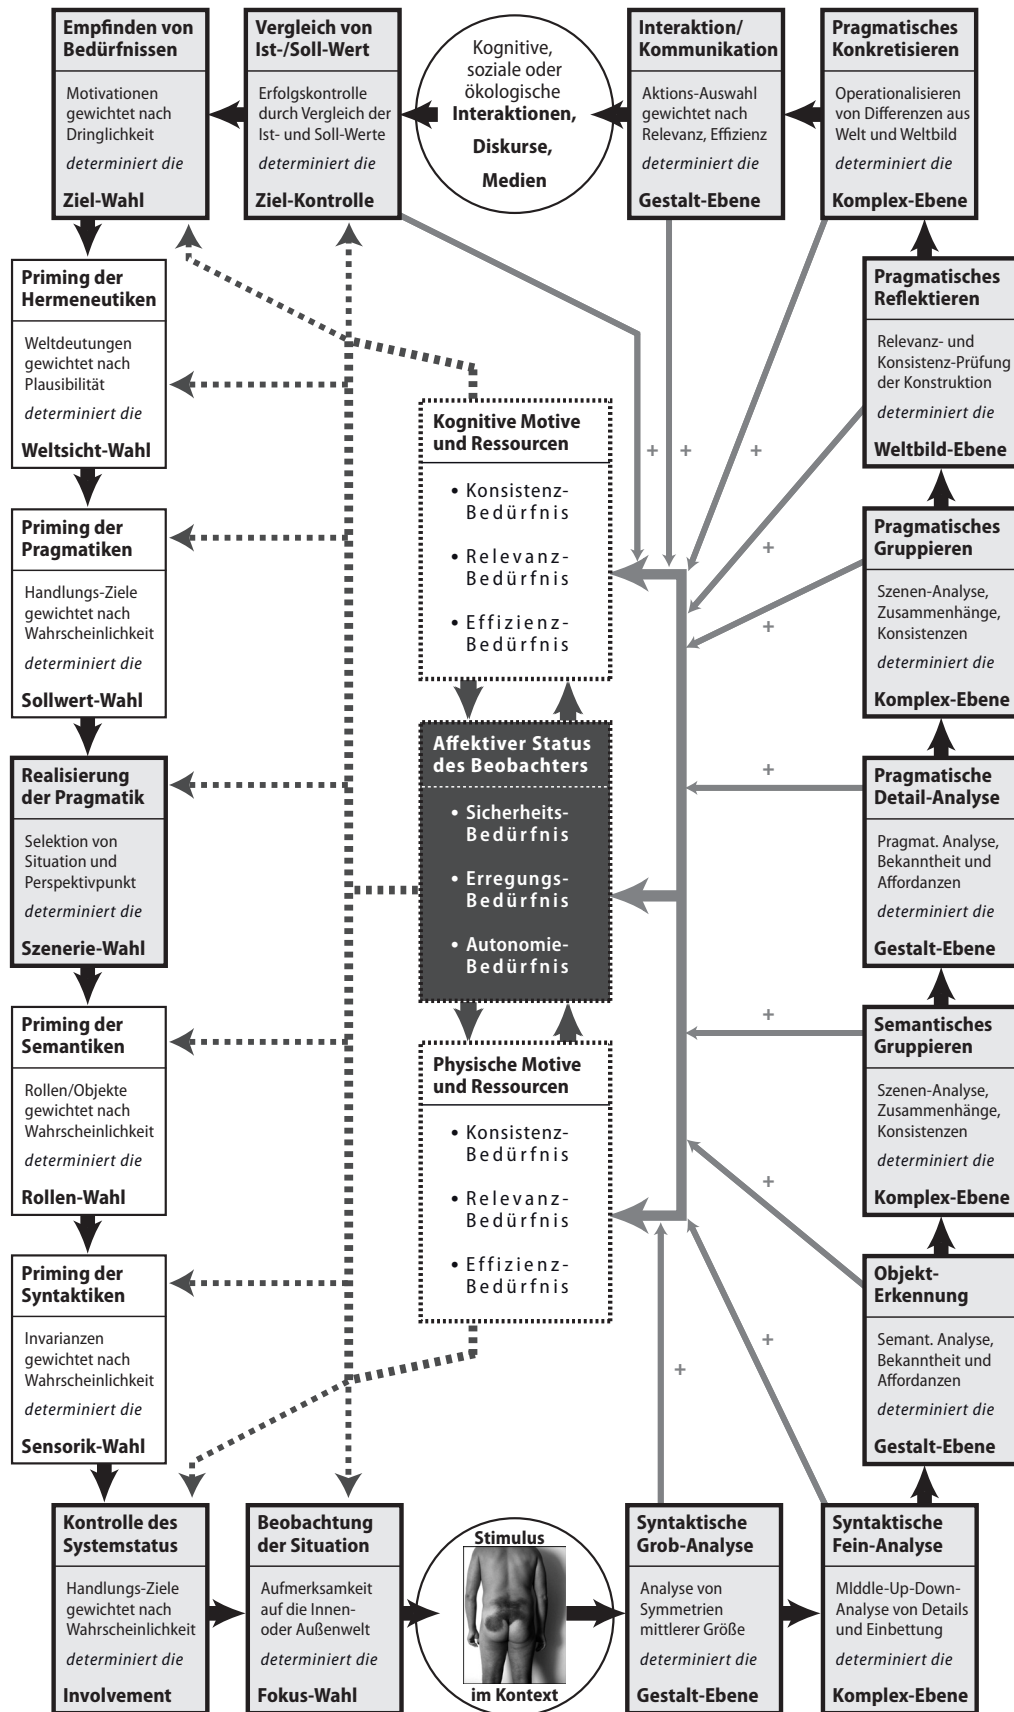 Empfinden von
Bedürfnissen
Motivationen
gewichtet nach
Dringlichkeit
determiniert die
Ziel-Wahl
Vergleich von
Ist-/Soll-Wert
Erfolgskontrolle
durch Vergleich der
Ist- und Soll-Werte
determiniert die
Ziel-Kontrolle
Kognitive,
soziale oder
ökologische
Interaktionen,
Diskurse,
Medien
Interaktion/
Kommunikation
Aktions-Auswahl
gewichtet nach
Relevanz, Effizienz
determiniert die
Gestalt-Ebene
Pragmatisches
Konkretisieren
Operationalisieren
von Differenzen aus
Welt und Weltbild
determiniert die
Komplex-Ebene
Priming der
Hermeneutiken
Weltdeutungen
gewichtet nach
Plausibilität
determiniert die
Weltsicht-Wahl
Priming der
Pragmatiken
Handlungs-Ziele
gewichtet nach
Wahrscheinlichkeit
determiniert die
Sollwert-Wahl
Realisierung
der Pragmatik
Selektion von
Situation und
Perspektivpunkt
determiniert die
Szenerie-Wahl
Priming der
Semantiken
Rollen/Objekte
gewichtet nach
Wahrscheinlichkeit
determiniert die
Rollen-Wahl
Priming der
Syntaktiken
Invarianzen
gewichtet nach
Wahrscheinlichkeit
determiniert die
Sensorik-Wahl
Kognitive Motive
und Ressourcen
• Konsistenz-
Bedürfnis
• Relevanz-
Bedürfnis
• Effizienz-
Bedürfnis
Affektiver Status
des Beobachters
• Sicherheits-
Bedürfnis
• Erregungs-
Bedürfnis
• Autonomie-
Bedürfnis
Physische Motive
und Ressourcen
• Konsistenz-
Bedürfnis
• Relevanz-
Bedürfnis
• Effizienz-
Bedürfnis
+ + +
+
+
+
+
+
+
+
Pragmatisches
Reflektieren
Relevanz- und
Konsistenz-Prüfung
der Konstruktion
determiniert die
Weltbild-Ebene
Pragmatisches
Gruppieren
Szenen-Analyse,
Zusammenhänge,
Konsistenzen
determiniert die
Komplex-Ebene
Pragmatische
Detail-Analyse
Pragmat. Analyse,
Bekanntheit und
Affordanzen
determiniert die
Gestalt-Ebene
Semantisches
Gruppieren
Szenen-Analyse,
Zusammenhänge,
Konsistenzen
determiniert die
Komplex-Ebene
Objekt-
Erkennung
Semant. Analyse,
Bekanntheit und
Affordanzen
determiniert die
Gestalt-Ebene
Kontrolle des
Systemstatus
Handlungs-Ziele
gewichtet nach
Wahrscheinlichkeit
determiniert die
Involvement
Beobachtung
der Situation
Aufmerksamkeit
auf die Innen-
oder Außenwelt
determiniert die
Fokus-Wahl
Stimulus
im Kontext
Syntaktische
Grob-Analyse
Analyse von
Symmetrien
mittlerer Größe
determiniert die
Gestalt-Ebene
Syntaktische
Fein-Analyse
MIddle-Up-Down-
Analyse von Details
und Einbettung
determiniert die
Komplex-Ebene